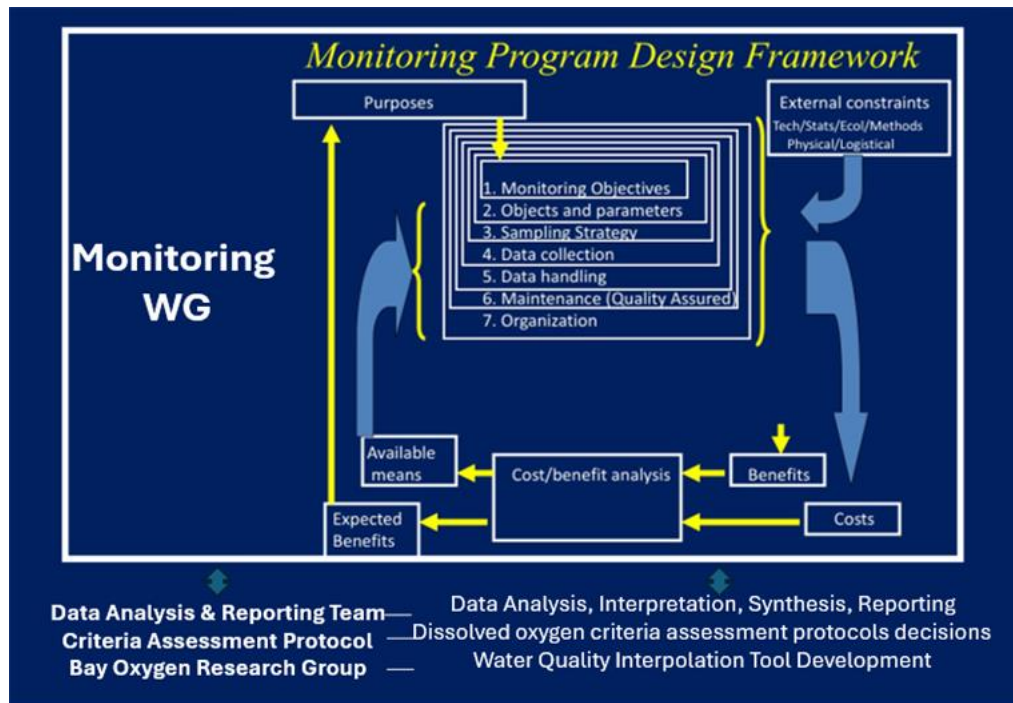 Monitoring Program Design Framework
Purposes
External constraints
Tech/Stats/Ecol/Methods
Physical/Logistical
1. Monitoring Objectives
2. Objects and parameters
3. Sampling Strategy
4. Data collection
5. Data handling
6. Maintenance (Quality Assured)
7. Organization
Monitoring
WG
Available
means
Cost/benefit analysis
Benefits
Expected
Benefits
Costs
Data Analysis & Reporting Team
Data Analysis, Interpretation, Synthesis, Reporting
Criteria Assessment Protocol
Dissolved oxygen criteria assessment protocols decisions
Bay Oxygen Research Group
Water Quality Interpolation Tool Development